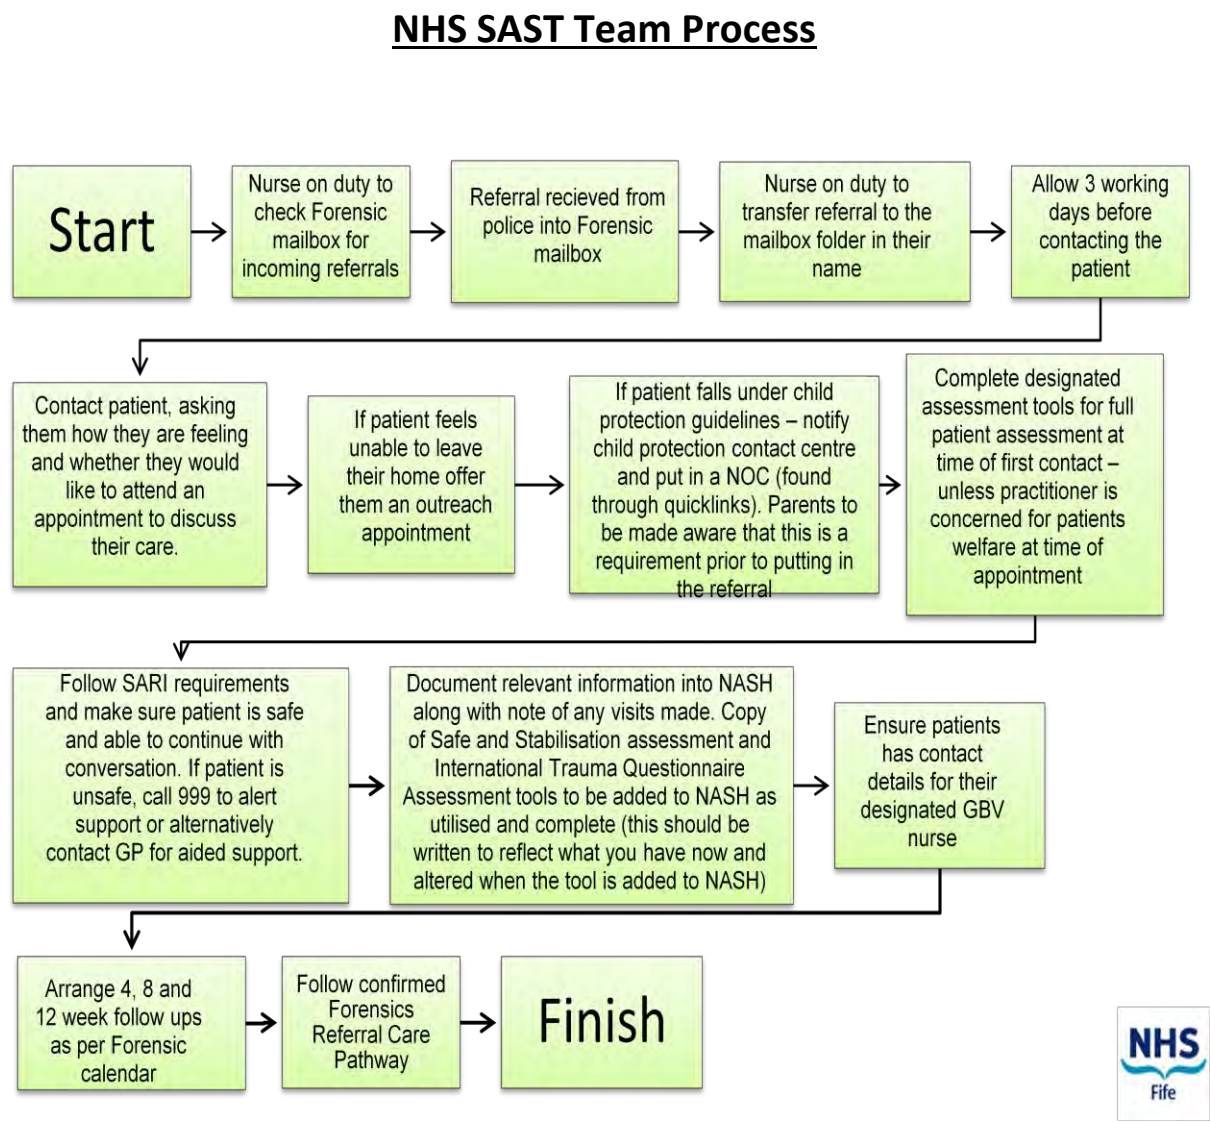 NHS SAST Team Process
Start
Nurse on duty to
check Forensic
mailbox for
incoming referrals
Referral recieved from
police into Forensic
mailbox
Nurse on duty to
transfer referral to the
mailbox folder in their
name
Allow 3 working
days before
contacting the
patient
Contact patient, asking
them how they are feeling
and whether they would
like to attend an
appointment to discuss
their care.
If patient feels
unable to leave
their home offer
them an outreach
appointment
If patient falls under child
protection guidelines – notify
child protection contact centre
and put in a NOC (found
through quicklinks). Parents to
be made aware that this is a
requirement prior to putting in
the referral
Complete designated
assessment tools for full
patient assessment at
time of first contact –
unless practitioner is
concerned for patients
welfare at time of
appointment
Follow SARI requirements
and make sure patient is safe
and able to continue with
conversation. If patient is
unsafe, call 999 to alert
support or alternatively
contact GP for aided support.
Document relevant information into NASH
along with note of any visits made. Copy
of Safe and Stabilisation assessment and
International Trauma Questionnaire
Assessment tools to be added to NASH as
utilised and complete (this should be
written to reflect what you have now and
altered when the tool is added to NASH)
Ensure patients
has contact
details for their
designated GBV
nurse
Arrange 4, 8 and
12 week follow ups
as per Forensic
calendar
Follow confirmed
Forensics
Referral Care
Pathway
Finish
NHS
Fife